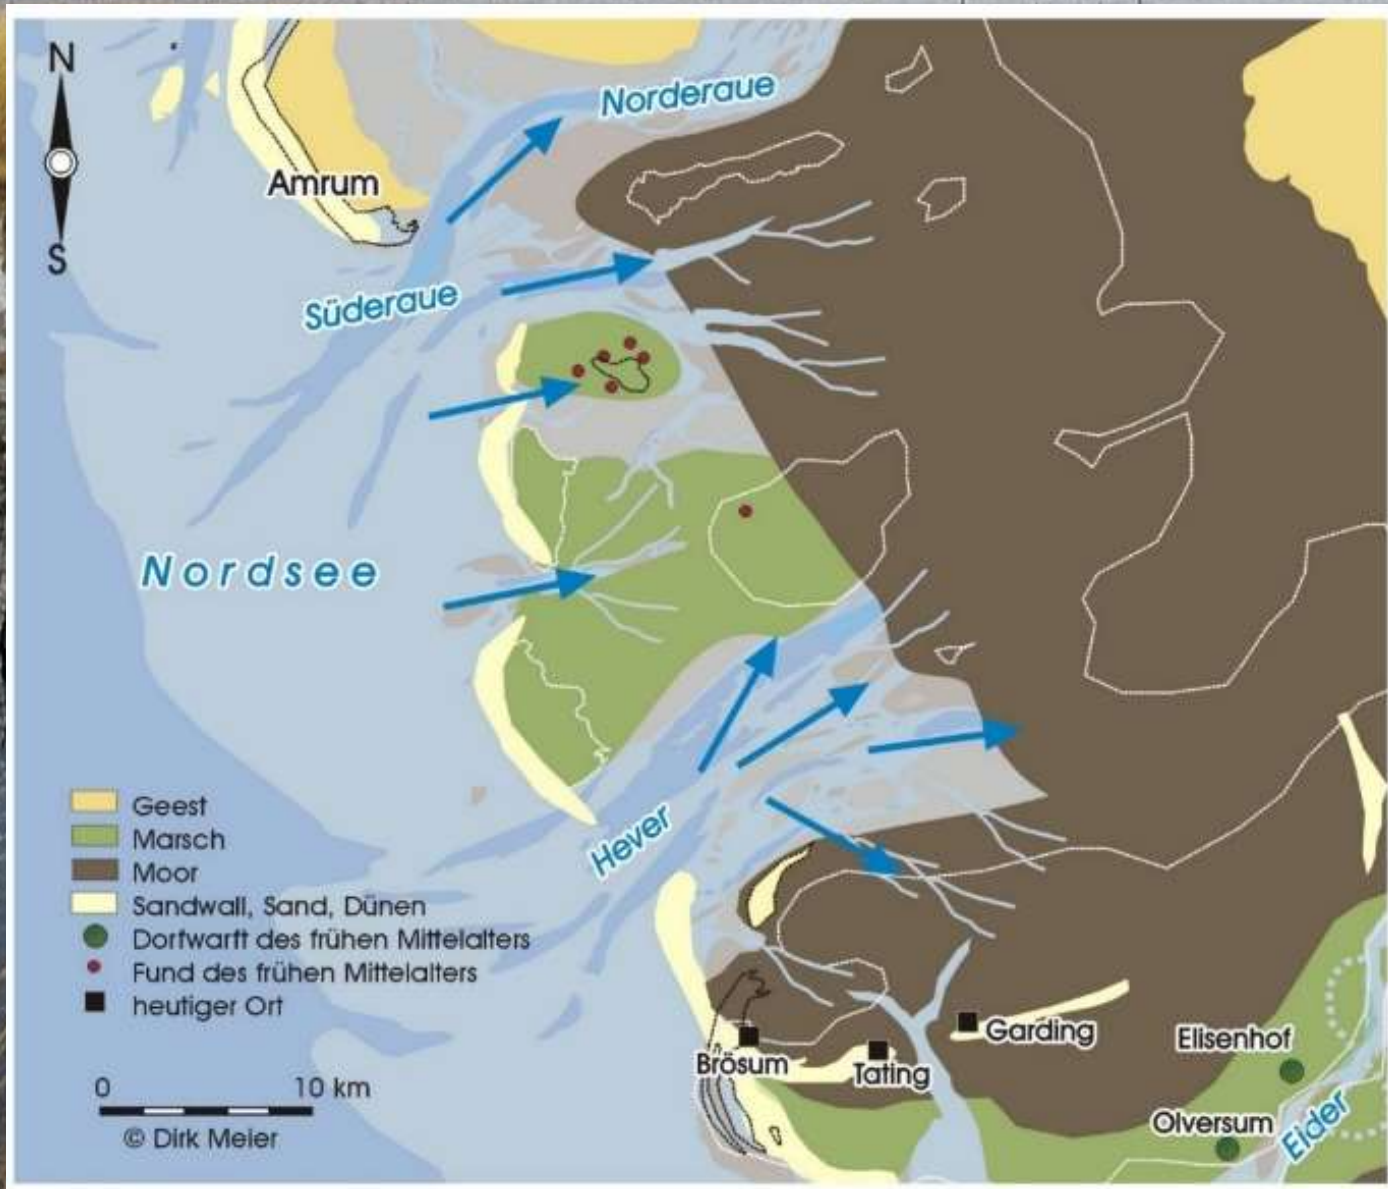 N
S
Norderaue
Amrum
Süderaue
Nordsee
Hever
Geest
Marsch
Moor
Sandwall, Sand, Dünen
Dorfwarft des frühen Mittelalters
Fund des frühen Mittelalters
heutiger Ort
Garding
Elisenhof
Brösum
Tating
Olversum
Eider
0 10 km
© Dirk Meier